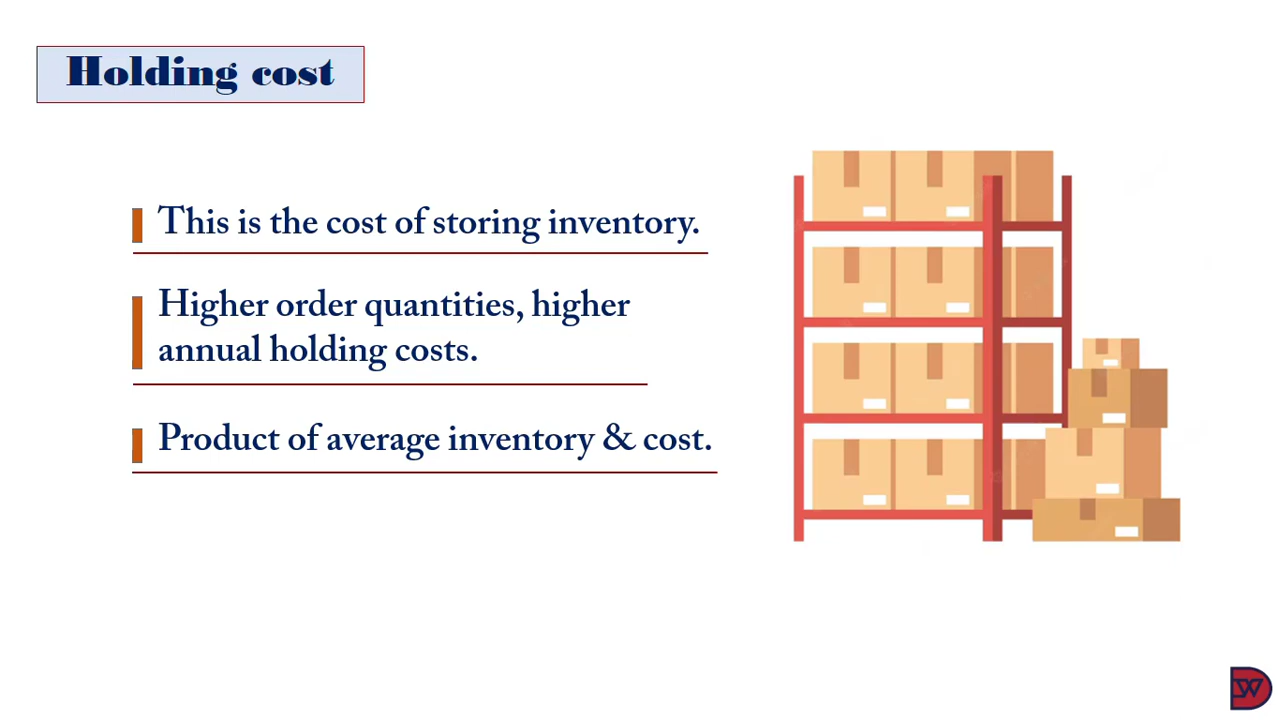 Holding cost
This is the cost of storing inventory.
Higher order quantities, higher
annual holding costs.
Product of average inventory & cost.
DW